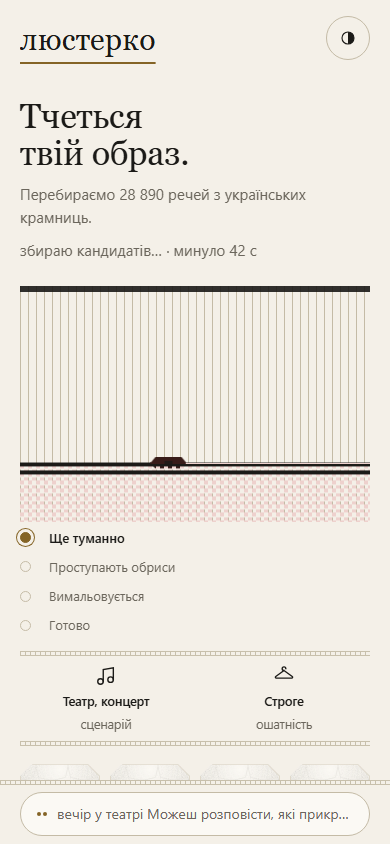 люстерко
Тчеться
твій образ.
Перебираємо 28 890 речей з українських
крамниць.
збираю кандидатів... · минуло 42 с
Ще туманно
Проступають обриси
Вимальовується
Готово
Театр, концерт
сценарій
Строге
ошатність
вечір у театрі Можеш розповісти, які прикр...